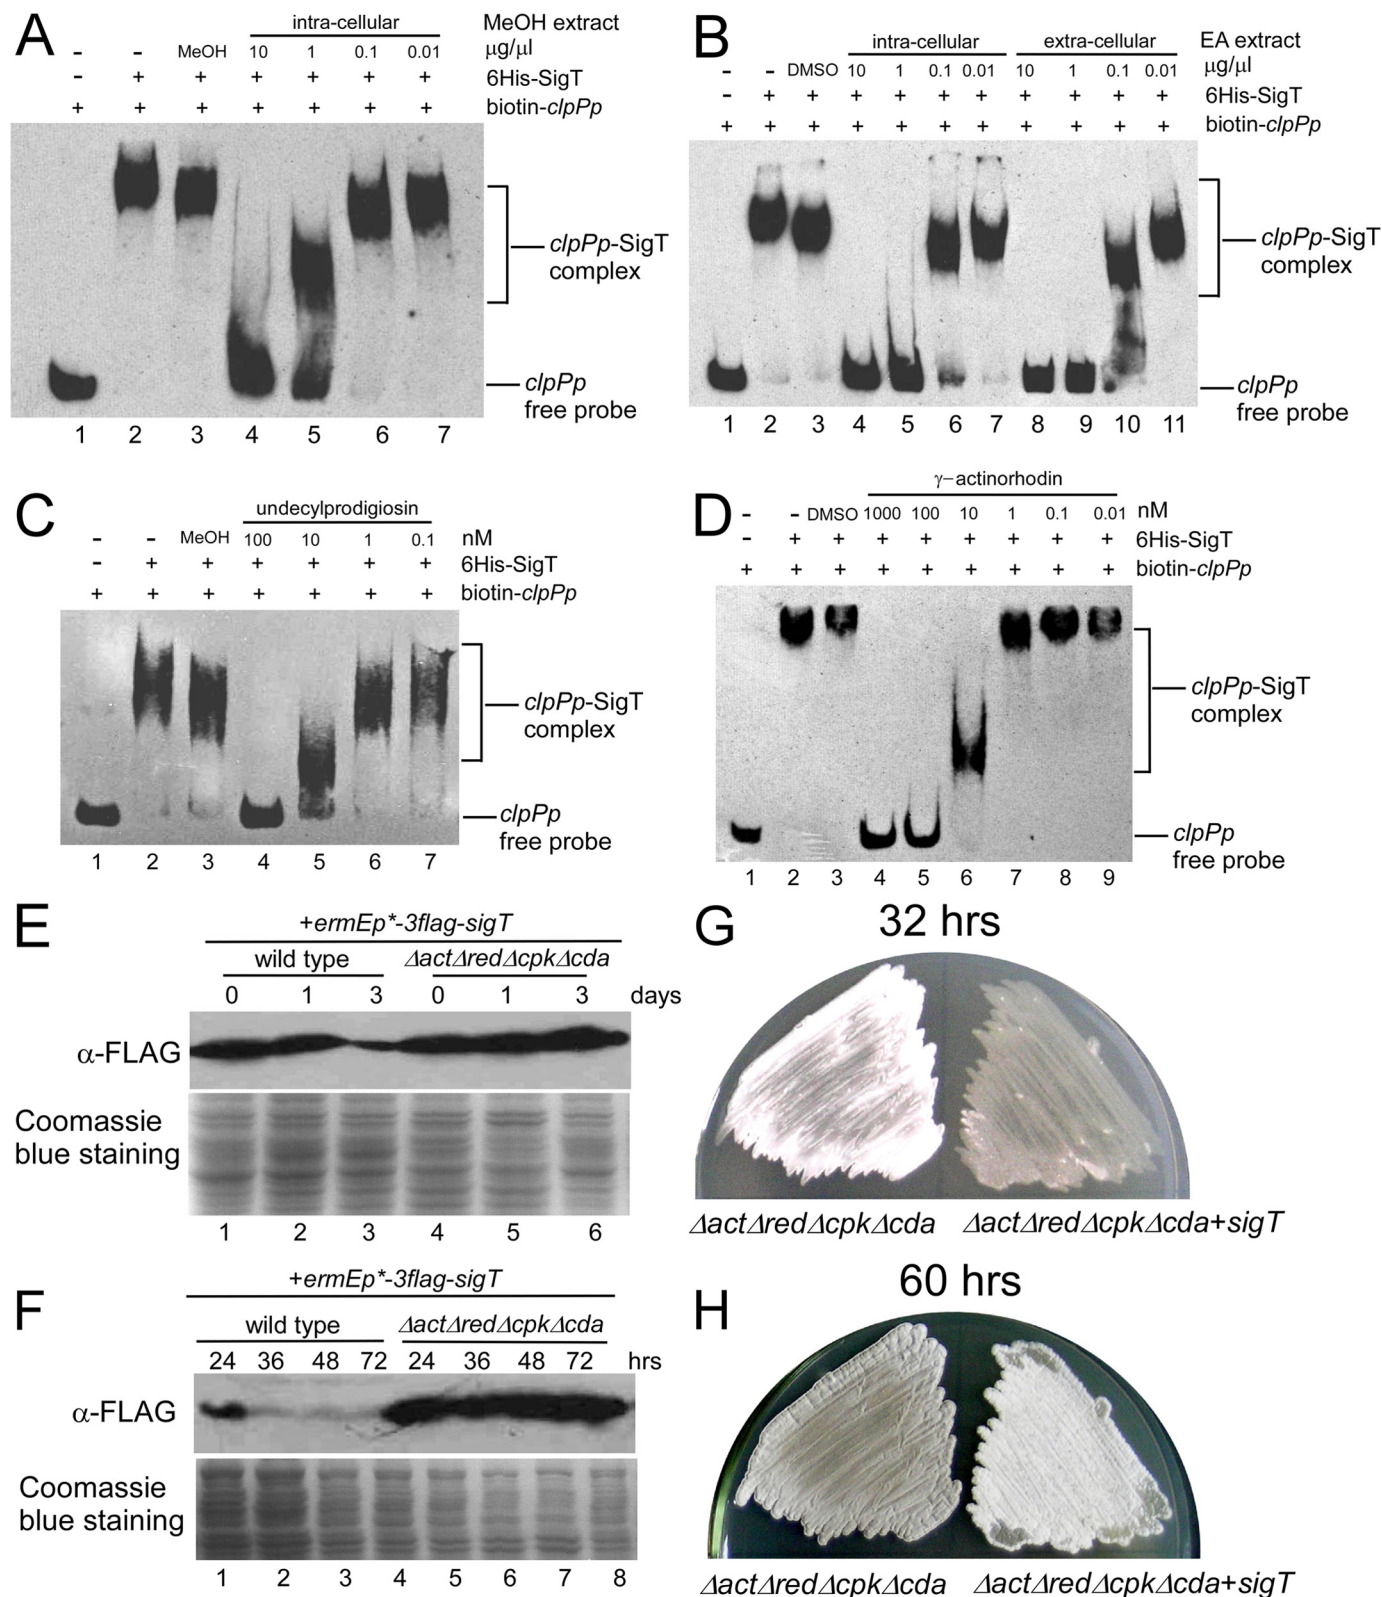 A
intra-cellular MeOH extract
- - MeOH 10 1 0.1 0.01 μg/μl
- + + + + + + 6His-SigT
+ + + + + + + biotin-clpPp
clpPp-SigT
complex
clpPp
free probe
1 2 3 4 5 6 7
B
intra-cellular extra-cellular EA extract
- - DMSO 10 1 0.1 0.01 10 1 0.1 0.01 μg/μl
- + + + + + + + + + + 6His-SigT
+ + + + + + + + + + + biotin-clpPp
clpPp-SigT
complex
clpPp
free probe
1 2 3 4 5 6 7 8 9 10 11
C
undecylprodigiosin
- - MeOH 100 10 1 0.1 nM
- + + + + + + 6His-SigT
+ + + + + + + biotin-clpPp
clpPp-SigT
complex
clpPp
free probe
1 2 3 4 5 6 7
D
γ-actinorhodin
- - DMSO 1000 100 10 1 0.1 0.01 nM
- + + + + + + + + 6His-SigT
+ + + + + + + + + biotin-clpPp
clpPp-SigT
complex
clpPp
free probe
1 2 3 4 5 6 7 8 9
E
+ermEp*-3flag-sigT
wild type ΔactΔredΔcpkΔcda
0 1 3 0 1 3 days
α-FLAG
Coomassie
blue staining
1 2 3 4 5 6
F
+ermEp*-3flag-sigT
wild type ΔactΔredΔcpkΔcda
24 36 48 72 24 36 48 72 hrs
α-FLAG
Coomassie
blue staining
1 2 3 4 5 6 7 8
G
32 hrs
ΔactΔredΔcpkΔcda ΔactΔredΔcpkΔcda+sigT
H
60 hrs
ΔactΔredΔcpkΔcda ΔactΔredΔcpkΔcda+sigT